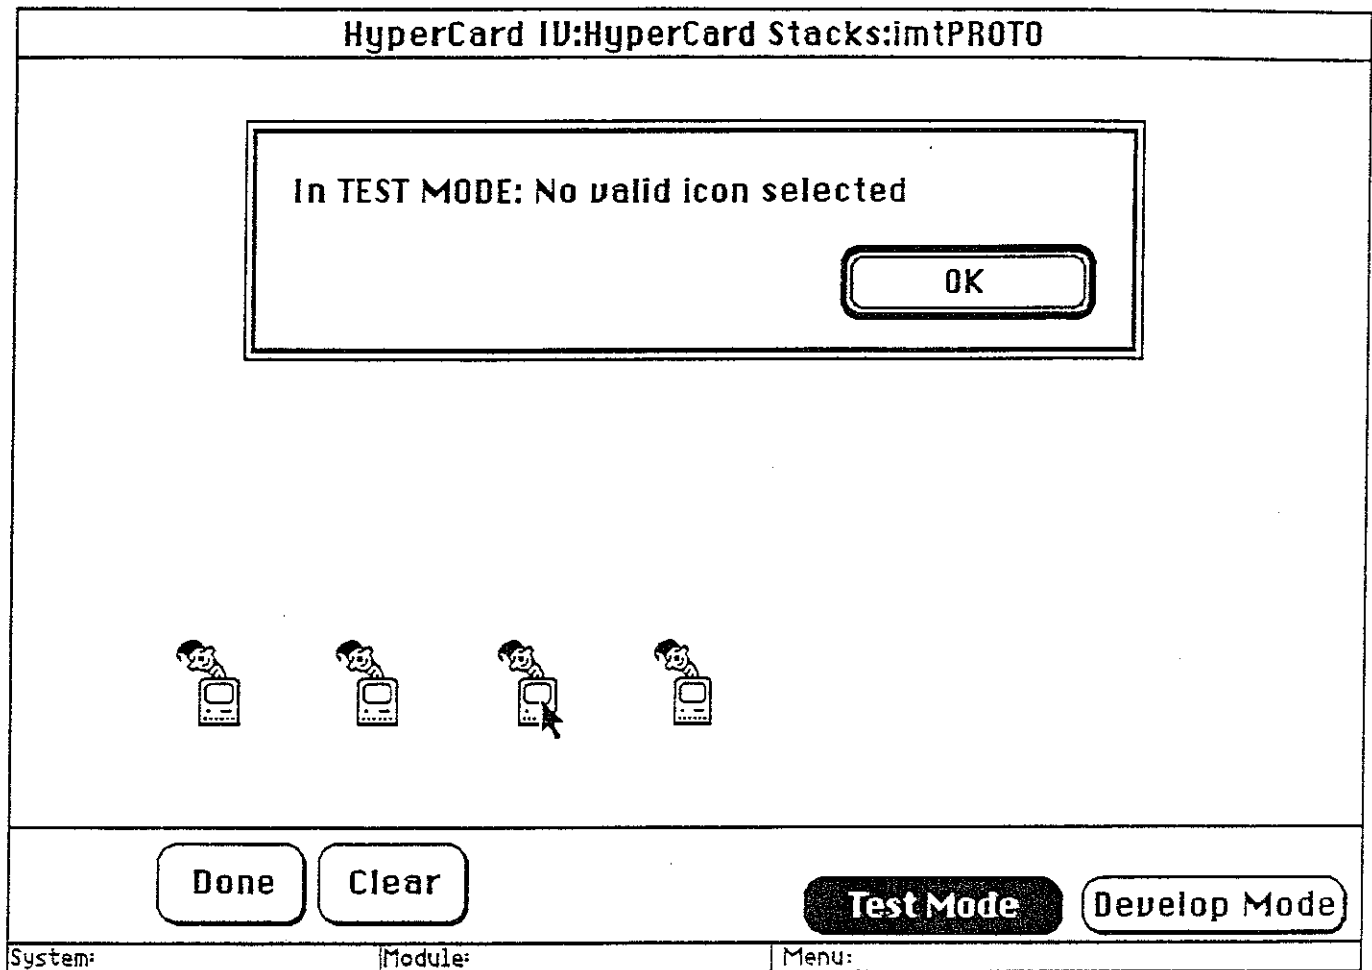 HyperCard IV:HyperCard Stacks:imtPROTO
In TEST MODE: No valid icon selected
OK
Done
Clear
Test Mode
Develop Mode
System:
Module:
Menu: